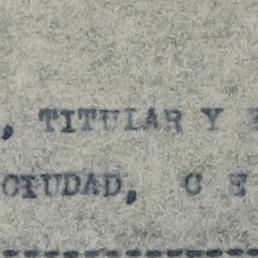 , TITULAR Y
CIUDAD, C E